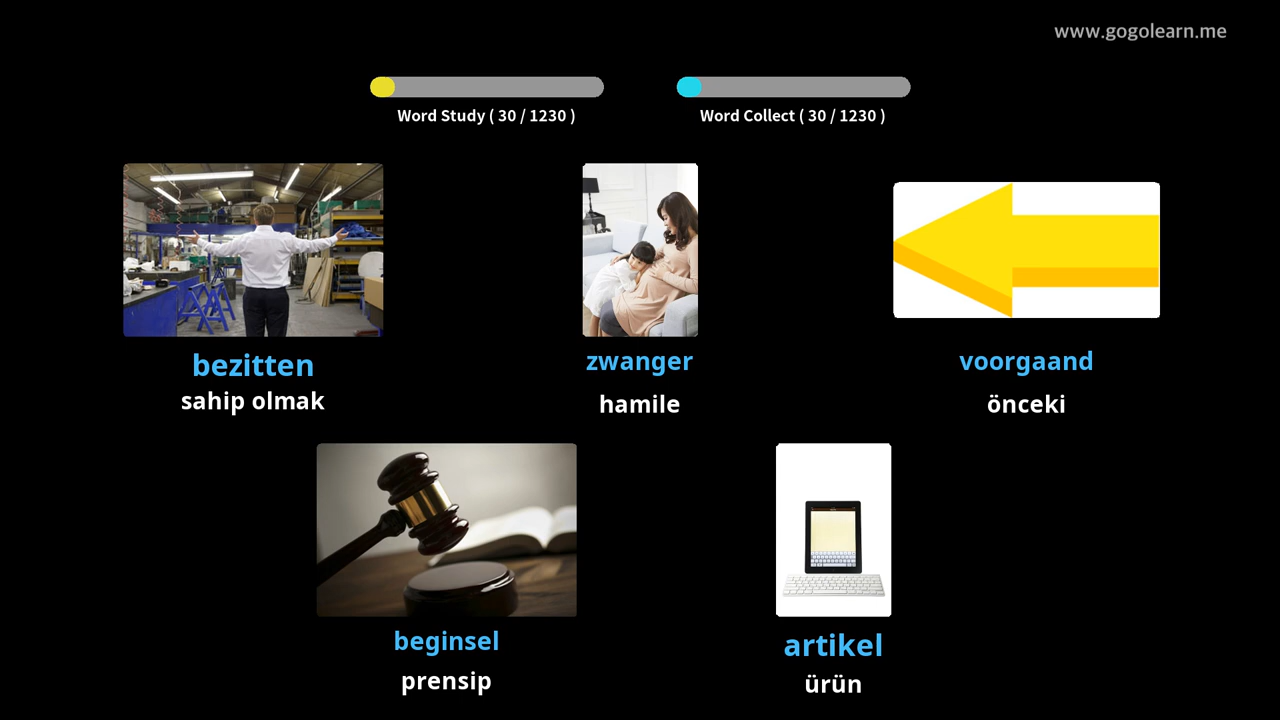 www.gogolearn.me
Word Study ( 30 / 1230 )
Word Collect ( 30 / 1230 )
bezitten
sahip olmak
zwanger
hamile
voorgaand
önceki
beginsel
prensip
artikel
ürün